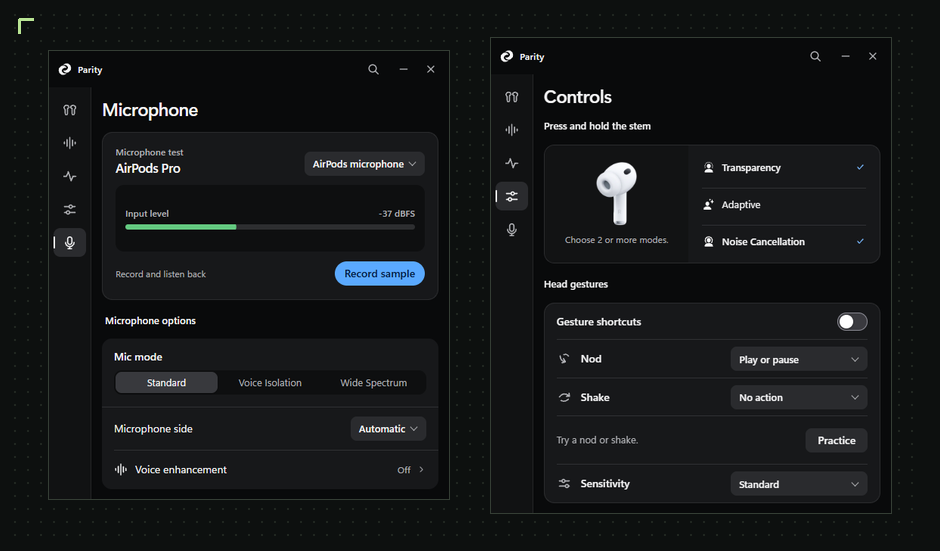 Parity
Microphone
Microphone test
AirPods Pro
AirPods microphone
Input level
-37 dBFS
Record and listen back
Record sample
Microphone options
Mic mode
Standard
Voice Isolation
Wide Spectrum
Microphone side
Automatic
Voice enhancement
Off
Parity
Controls
Press and hold the stem
Choose 2 or more modes.
Transparency
Adaptive
Noise Cancellation
Head gestures
Gesture shortcuts
Nod
Play or pause
Shake
No action
Try a nod or shake.
Practice
Sensitivity
Standard